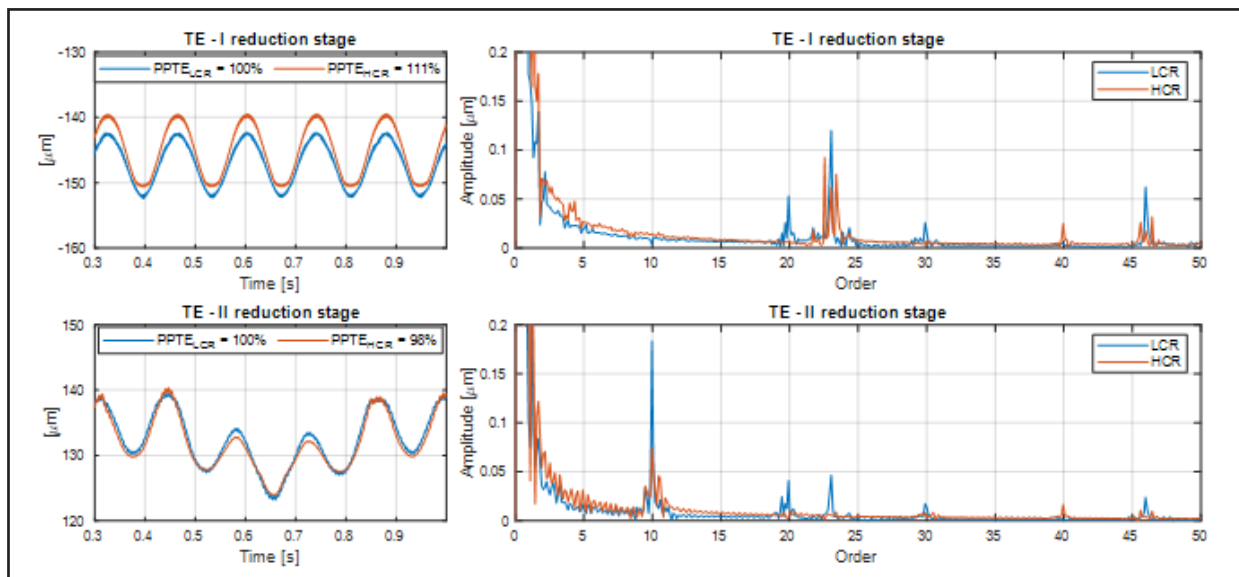 TE - I reduction stage
PPTE_LCR = 100% PPTE_HCR = 111%
-130
-140
-150
-160
[μm]
0.3 0.4 0.5 0.6 0.7 0.8 0.9
Time [s]
TE - I reduction stage
LCR
HCR
0.2
0.15
0.1
0.05
0
Amplitude [μm]
0 5 10 15 20 25 30 35 40 45 50
Order
TE - II reduction stage
PPTE_LCR = 100% PPTE_HCR = 98%
150
140
130
120
[μm]
0.3 0.4 0.5 0.6 0.7 0.8 0.9
Time [s]
TE - II reduction stage
LCR
HCR
0.2
0.15
0.1
0.05
0
Amplitude [μm]
0 5 10 15 20 25 30 35 40 45 50
Order